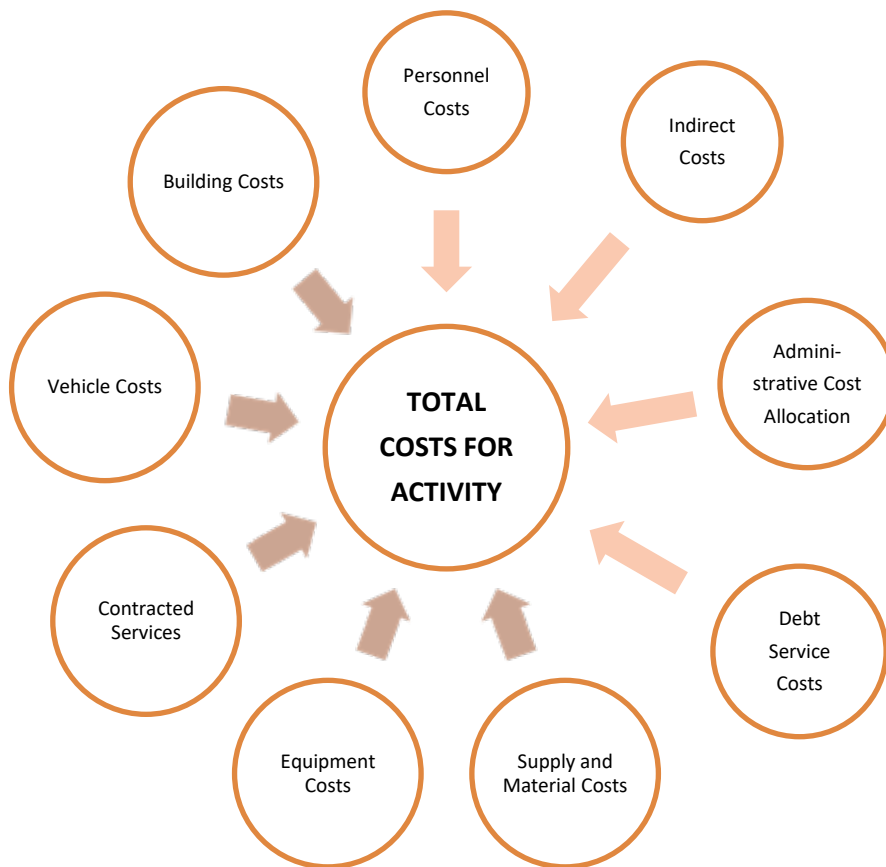 Personnel
Costs
Indirect
Costs
Building Costs
Admini-
strative Cost
Allocation
Vehicle Costs
TOTAL
COSTS FOR
ACTIVITY
Contracted
Services
Debt
Service
Costs
Equipment
Costs
Supply and
Material Costs